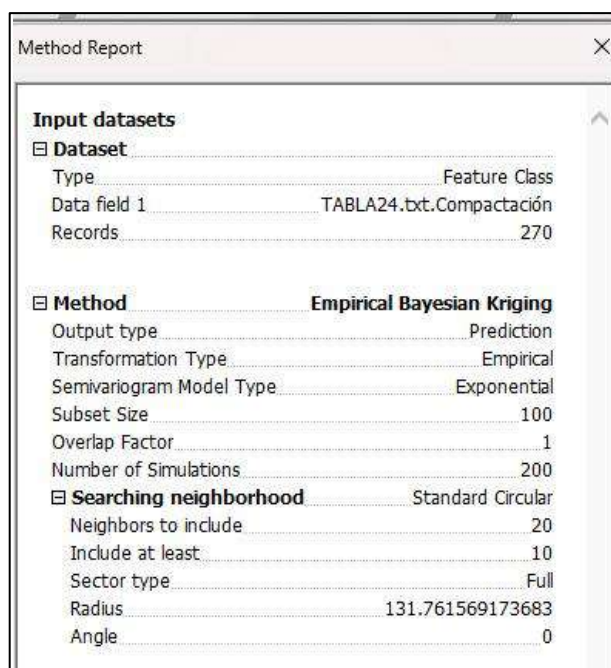 Method Report
Input datasets
Dataset
Type Feature Class
Data field 1 TABLA24.txt.Compactación
Records 270
Method Empirical Bayesian Kriging
Output type Prediction
Transformation Type Empirical
Semivariogram Model Type Exponential
Subset Size 100
Overlap Factor 1
Number of Simulations 200
Searching neighborhood Standard Circular
Neighbors to include 20
Include at least 10
Sector type Full
Radius 131.761569173683
Angle 0